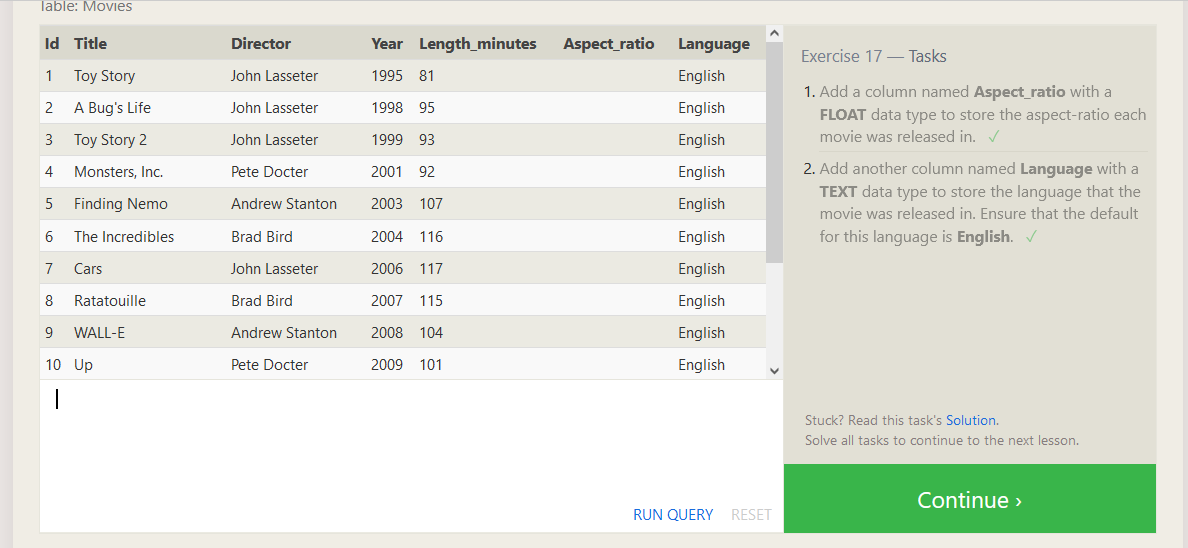 Table: Movies
Id Title Director Year Length_minutes Aspect_ratio Language
1 Toy Story John Lasseter 1995 81 English
2 A Bug's Life John Lasseter 1998 95 English
3 Toy Story 2 John Lasseter 1999 93 English
4 Monsters, Inc. Pete Docter 2001 92 English
5 Finding Nemo Andrew Stanton 2003 107 English
6 The Incredibles Brad Bird 2004 116 English
7 Cars John Lasseter 2006 117 English
8 Ratatouille Brad Bird 2007 115 English
9 WALL-E Andrew Stanton 2008 104 English
10 Up Pete Docter 2009 101 English
RUN QUERY RESET
Exercise 17 — Tasks
1. Add a column named Aspect_ratio with a
FLOAT data type to store the aspect-ratio each
movie was released in. ✓
2. Add another column named Language with a
TEXT data type to store the language that the
movie was released in. Ensure that the default
for this language is English. ✓
Stuck? Read this task's Solution.
Solve all tasks to continue to the next lesson.
Continue ›